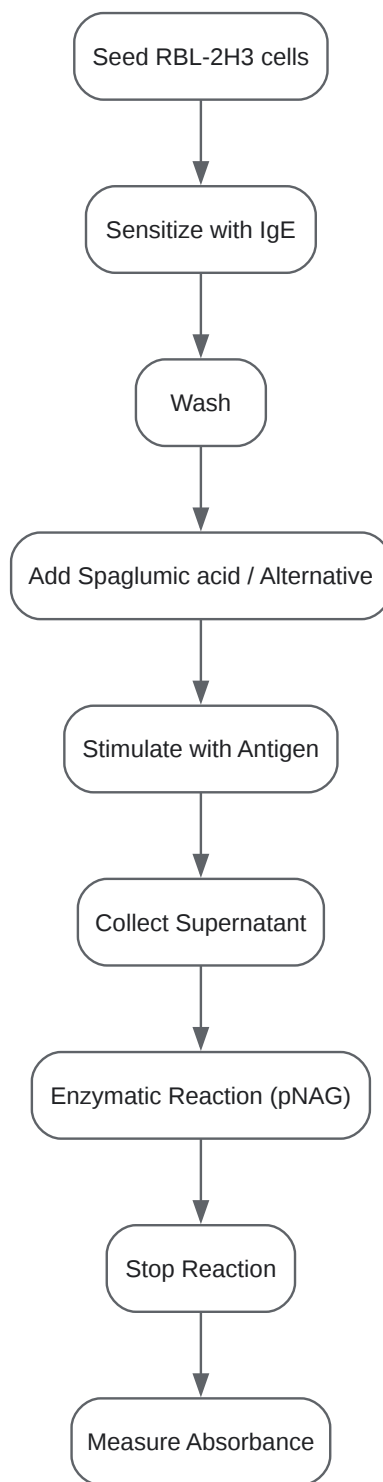 Seed RBL-2H3 cells
Sensitize with IgE
Wash
Add Spaglumic acid / Alternative
Stimulate with Antigen
Collect Supernatant
Enzymatic Reaction (pNAG)
Stop Reaction
Measure Absorbance